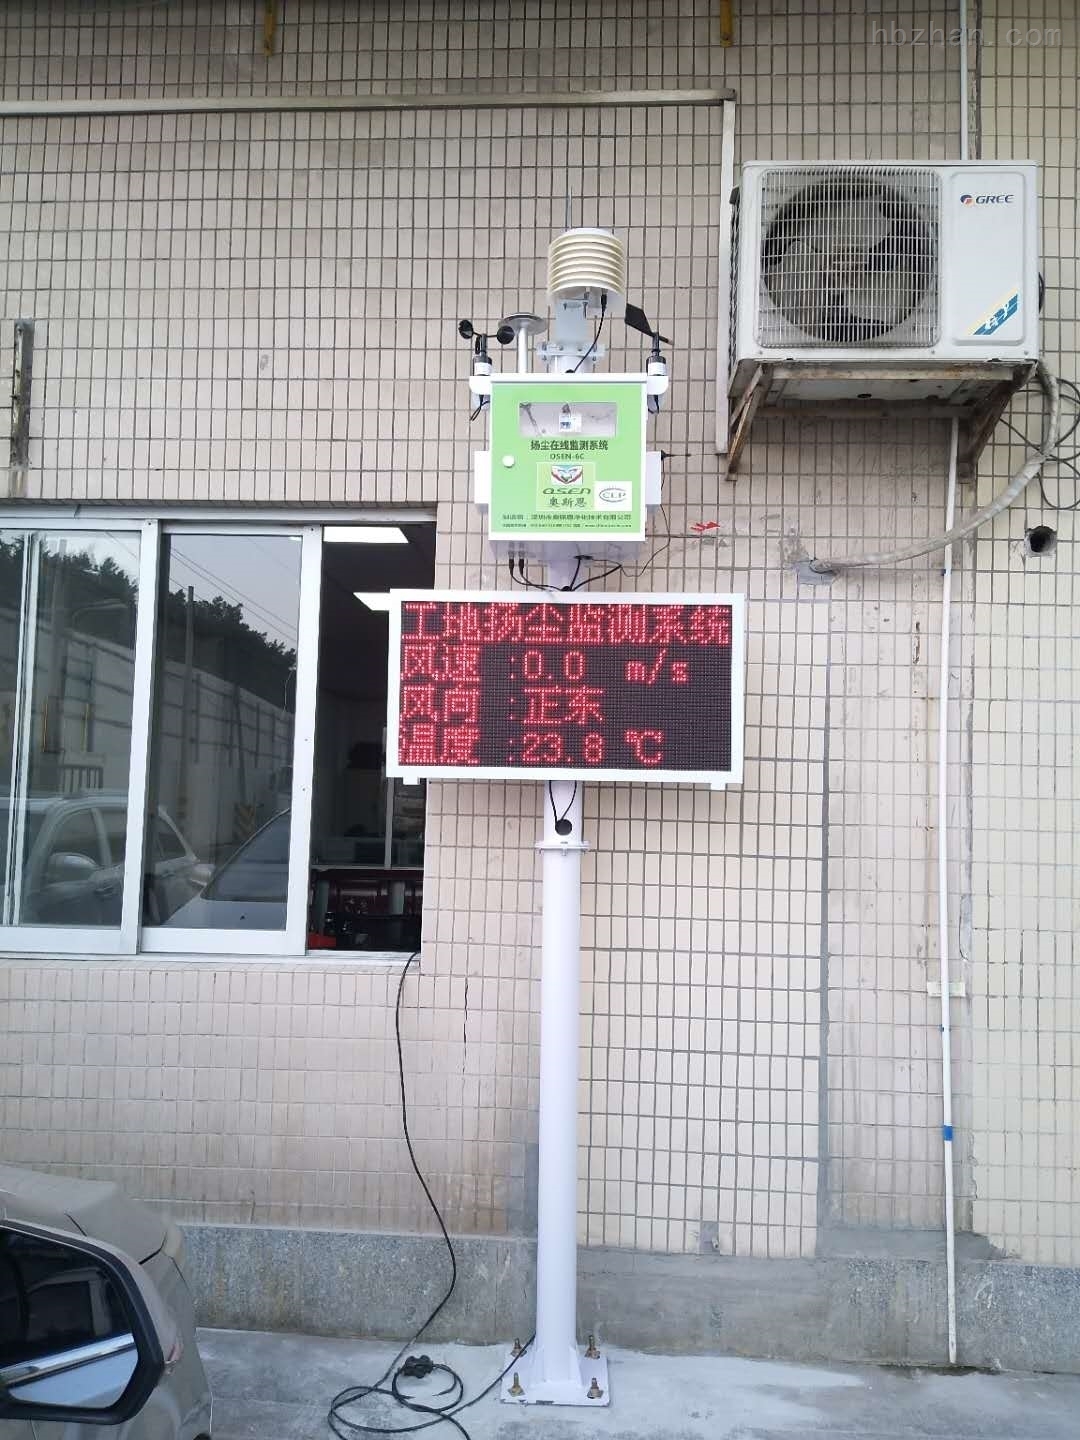 hbzhan.com
GREE
扬尘在线监测系统
OSEN-6C
OSEN
奥斯恩
CLP
工地扬尘监测系统
风速 :0.0 m/s
风向 :正东
温度 :23.8 ℃